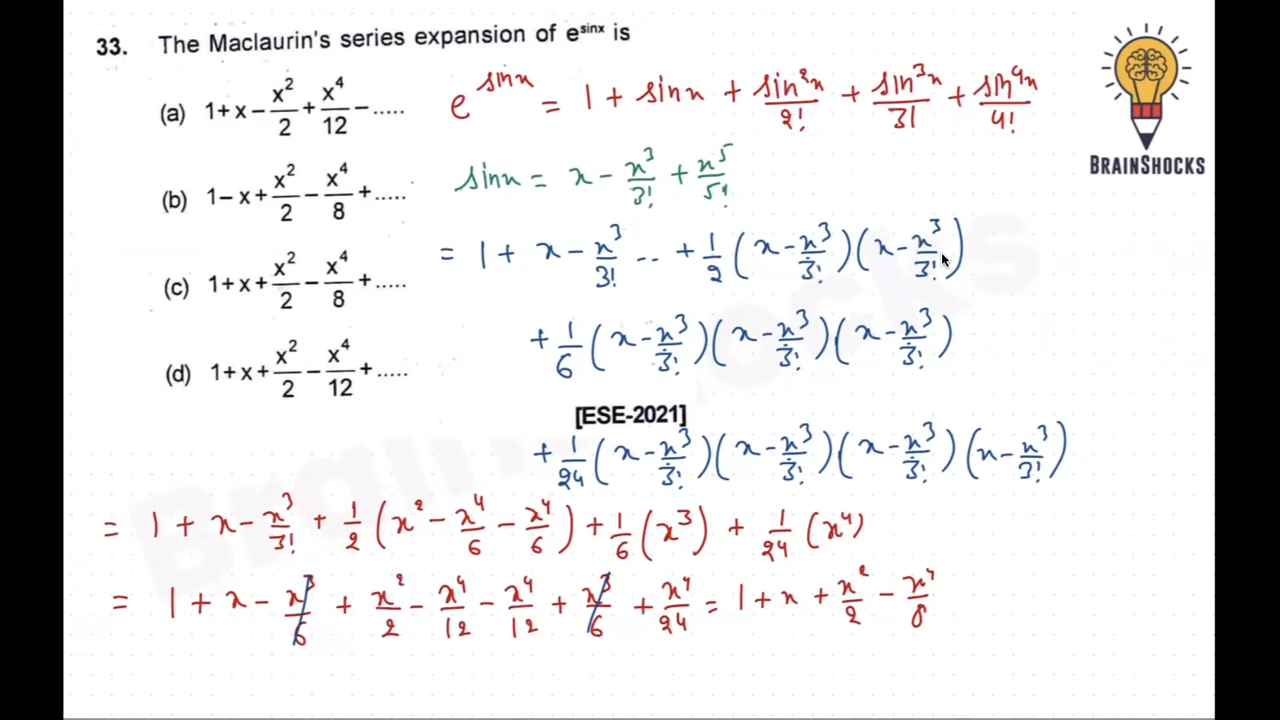 33. The Maclaurin's series expansion of e^sinx is
(a) 1+x−x²/2+x⁴/12−.....
(b) 1−x+x²/2−x⁴/8+.....
(c) 1+x+x²/2−x⁴/8+.....
(d) 1+x+x²/2−x⁴/12+.....
[ESE-2021]
e^sinx = 1 + sinx + sin²x/2! + sin³x/3! + sin⁴x/4!
sinx = x − x³/3! + x⁵/5!
= 1 + x − x³/3! .. + 1/2 (x − x³/3!)(x − x³/3!)
+ 1/6 (x − x³/3!)(x − x³/3!)(x − x³/3!)
+ 1/24 (x − x³/3!)(x − x³/3!)(x − x³/3!)(x − x³/3!)
= 1 + x − x³/3! + 1/2 (x² − x⁴/6 − x⁴/6) + 1/6 (x³) + 1/24 (x⁴)
= 1 + x − x³/6 + x²/2 − x⁴/12 − x⁴/12 + x³/6 + x⁴/24 = 1 + x + x²/2 − x⁴/8
BRAINSHOCKS
BrainShocks